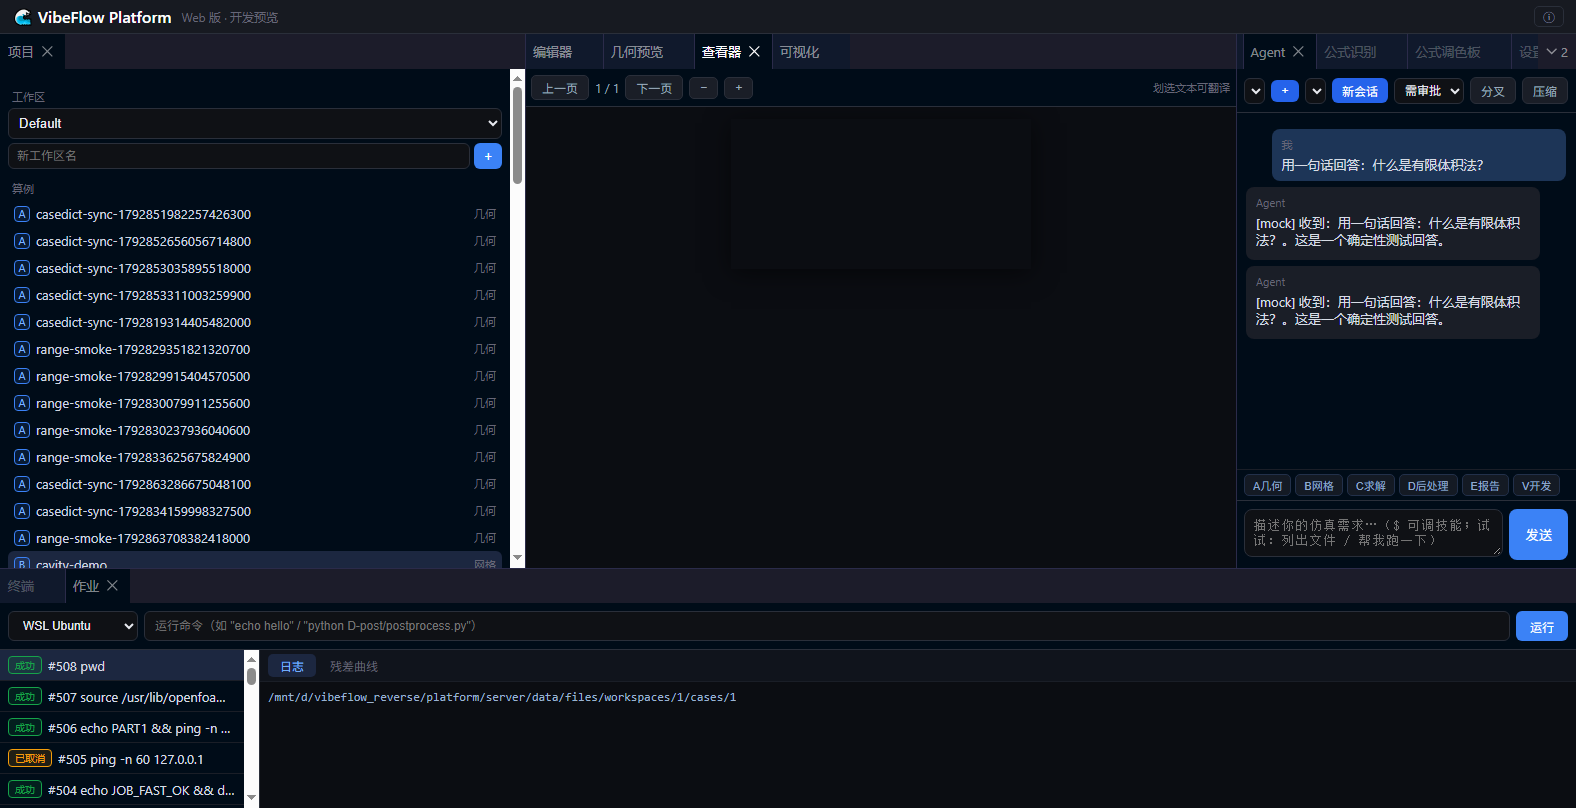 VibeFlow Platform Web 版 · 开发预览
项目
编辑器 几何预览 查看器 可视化
Agent 公式识别 公式调色板 2
上一页 1 / 1 下一页 − +
划选文本可翻译
+ 新会话 需审批 分叉 压缩
工作区
Default
新工作区名 +
算例
A casedict-sync-1792851982257426300 几何
A casedict-sync-1792852656056714800 几何
A casedict-sync-1792853035895518000 几何
A casedict-sync-1792853311003259900 几何
A casedict-sync-1792819314405482000 几何
A range-smoke-1792829351821320700 几何
A range-smoke-1792829915404570500 几何
A range-smoke-1792830079911255600 几何
A range-smoke-1792830237936040600 几何
A range-smoke-1792833625675824900 几何
A casedict-sync-1792863286675048100 几何
A casedict-sync-1792834159998327500 几何
A range-smoke-1792863708382418000 几何
B cavity-demo 网格
我
用一句话回答：什么是有限体积法？
Agent
[mock] 收到：用一句话回答：什么是有限体积
法？。这是一个确定性测试回答。
Agent
[mock] 收到：用一句话回答：什么是有限体积
法？。这是一个确定性测试回答。
A几何 B网格 C求解 D后处理 E报告 V开发
描述你的仿真需求…（$ 可调技能；试
试：列出文件 / 帮我跑一下）
发送
终端 作业
WSL Ubuntu
运行命令（如 "echo hello" / "python D-post/postprocess.py"）
运行
成功 #508 pwd
成功 #507 source /usr/lib/openfoa...
成功 #506 echo PART1 && ping -n ...
已取消 #505 ping -n 60 127.0.0.1
成功 #504 echo JOB_FAST_OK && d...
日志 残差曲线
/mnt/d/vibeflow_reverse/platform/server/data/files/workspaces/1/cases/1